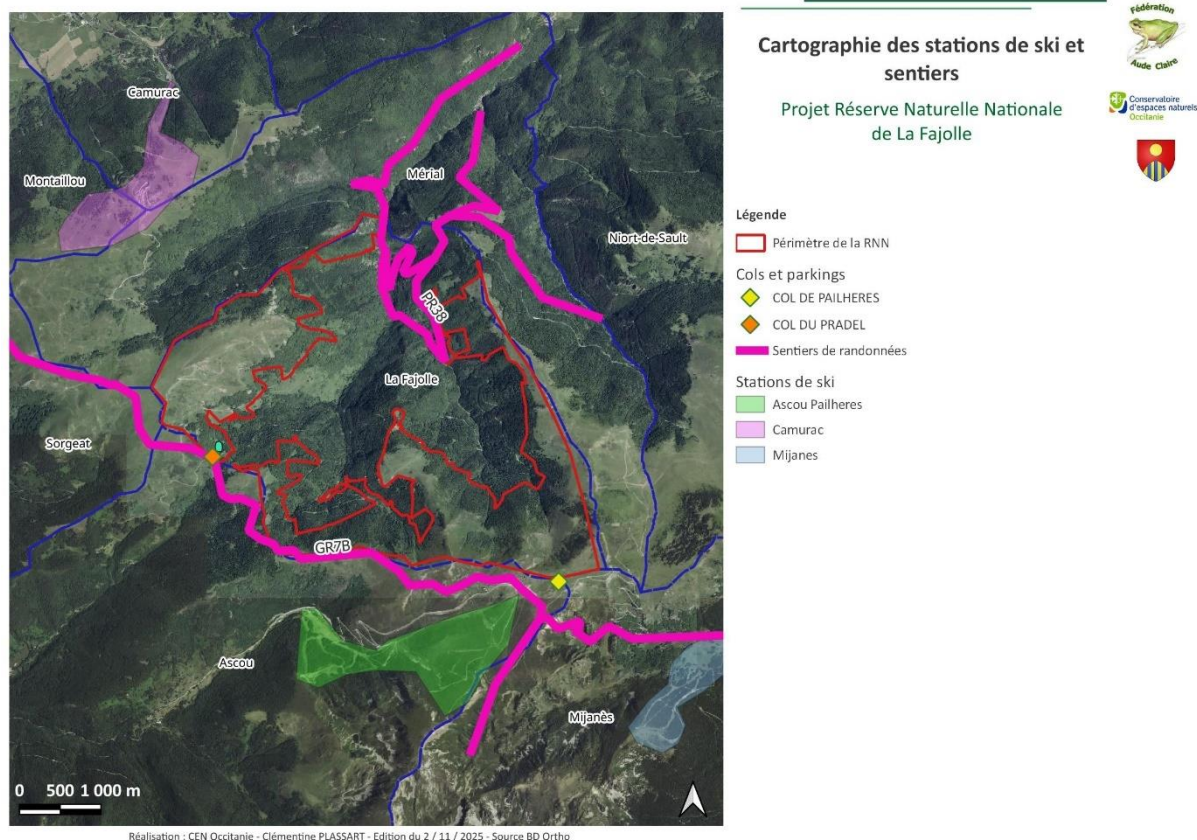 Cartographie des stations de ski et
sentiers
Projet Réserve Naturelle Nationale
de La Fajolle
Fédération
Aude Claire
Conservatoire
d'espaces naturels
Occitanie
Légende
Périmètre de la RNN
Cols et parkings
COL DE PAILHERES
COL DU PRADEL
Sentiers de randonnées
Stations de ski
Ascou Pailheres
Camurac
Mijanes
Camurac
Montaillou
Mérial
Niort-de-Sault
PR38
La Fajolle
Sorgeat
GR7B
Ascou
Mijanès
0 500 1 000 m
Réalisation : CEN Occitanie - Clémentine PLASSART - Edition du 2 / 11 / 2025 - Source BD Ortho